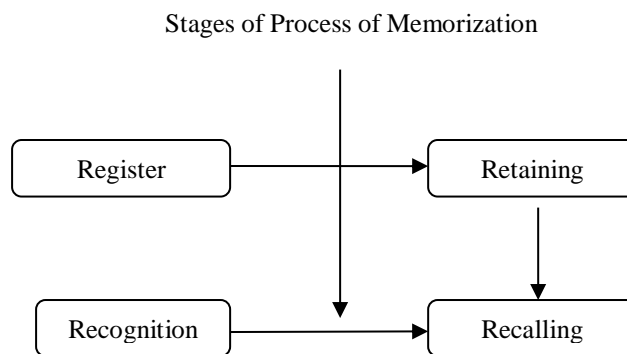 Stages of Process of Memorization
Register
Retaining
Recognition
Recalling